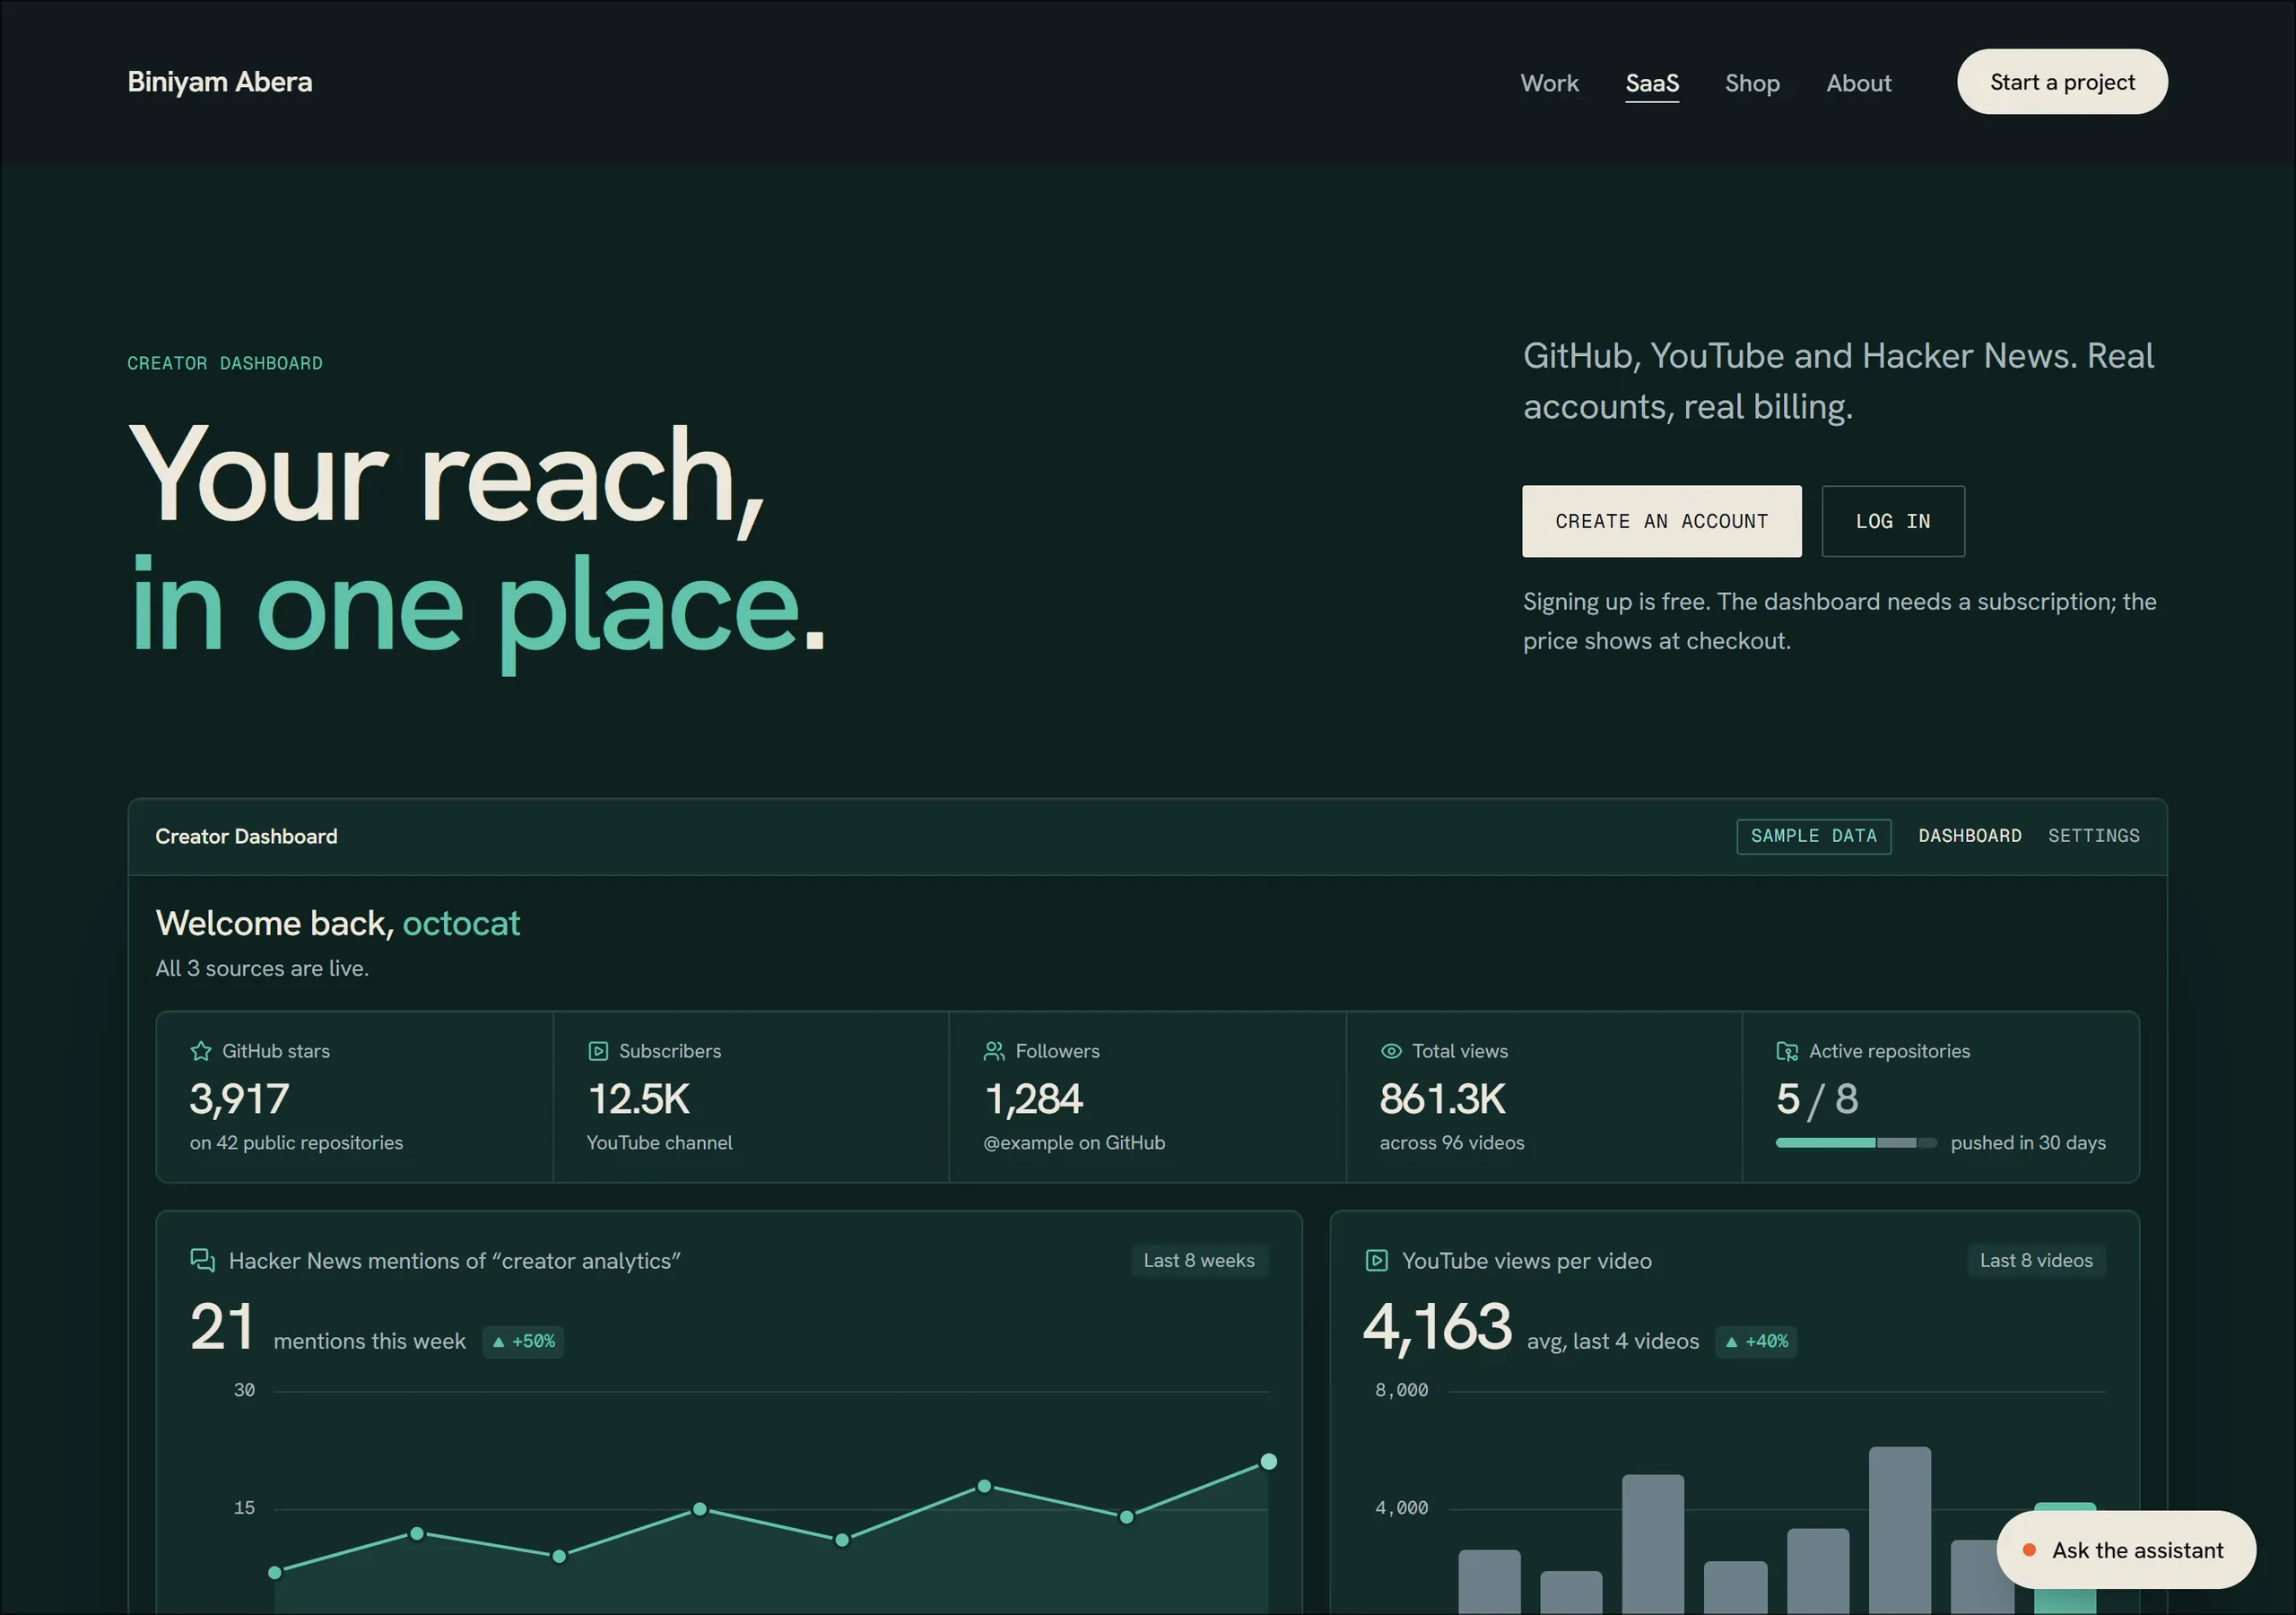 Biniyam Abera
Work
SaaS
Shop
About
Start a project
CREATOR DASHBOARD
Your reach,
in one place.
GitHub, YouTube and Hacker News. Real
accounts, real billing.
CREATE AN ACCOUNT
LOG IN
Signing up is free. The dashboard needs a subscription; the
price shows at checkout.
Creator Dashboard
SAMPLE DATA
DASHBOARD
SETTINGS
Welcome back, octocat
All 3 sources are live.
GitHub stars
3,917
on 42 public repositories
Subscribers
12.5K
YouTube channel
Followers
1,284
@example on GitHub
Total views
861.3K
across 96 videos
Active repositories
5 / 8
pushed in 30 days
Hacker News mentions of “creator analytics”
Last 8 weeks
21 mentions this week ▲ +50%
30
15
YouTube views per video
Last 8 videos
4,163 avg, last 4 videos ▲ +40%
8,000
4,000
Ask the assistant